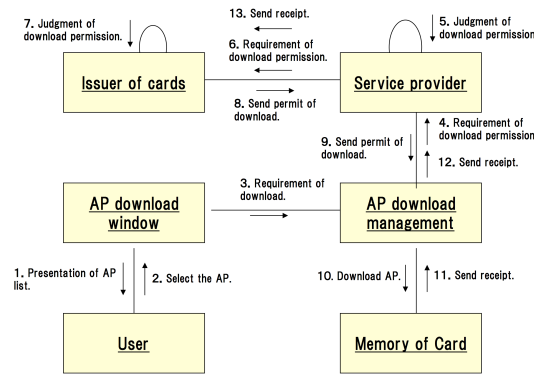 7. Judgment of
download permission.
13. Send receipt.
6. Requirement of
download permission.
5. Judgment of
download permission
Issuer of cards
Service provider
8. Send permit of
download.
4. Requirement of
download permission
9. Send permit of
download.
12. Send receipt.
3. Requirement of
download.
AP download
window
AP download
management
1. Presentation of AP
list.
2. Select the AP.
10. Download AP.
11. Send receipt.
User
Memory of Card